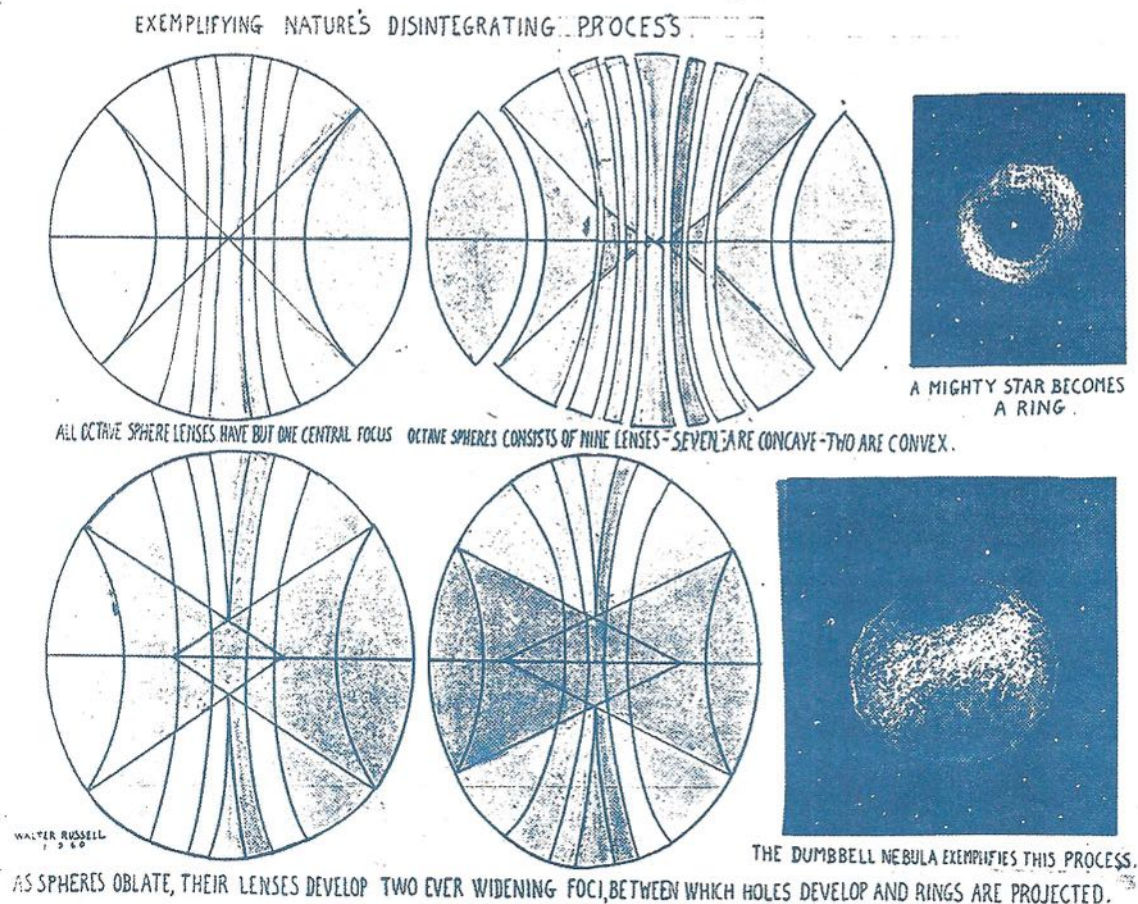 EXEMPLIFYING NATURE'S DISINTEGRATING PROCESS
ALL OCTAVE SPHERE LENSES HAVE BUT ONE CENTRAL FOCUS
OCTAVE SPHERES CONSISTS OF NINE LENSES - SEVEN ARE CONCAVE - TWO ARE CONVEX.
A MIGHTY STAR BECOMES
A RING.
WALTER RUSSELL
1960
THE DUMBBELL NEBULA EXEMPLIFIES THIS PROCESS.
AS SPHERES OBLATE, THEIR LENSES DEVELOP TWO EVER WIDENING FOCI, BETWEEN WHICH HOLES DEVELOP AND RINGS ARE PROJECTED.